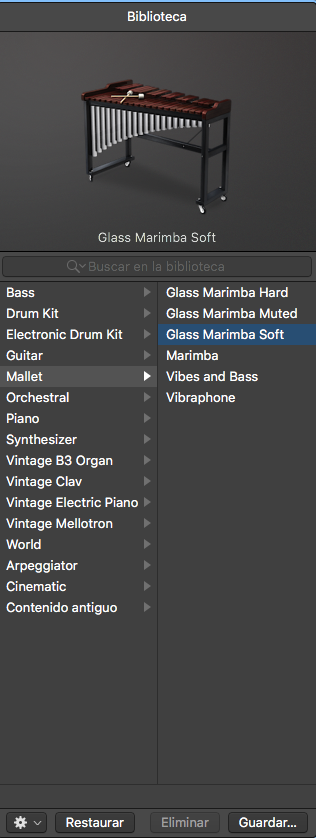 Biblioteca
Glass Marimba Soft
Buscar en la biblioteca
Bass
Drum Kit
Electronic Drum Kit
Guitar
Mallet
Orchestral
Piano
Synthesizer
Vintage B3 Organ
Vintage Clav
Vintage Electric Piano
Vintage Mellotron
World
Arpeggiator
Cinematic
Contenido antiguo
Glass Marimba Hard
Glass Marimba Muted
Glass Marimba Soft
Marimba
Vibes and Bass
Vibraphone
Restaurar
Eliminar
Guardar...